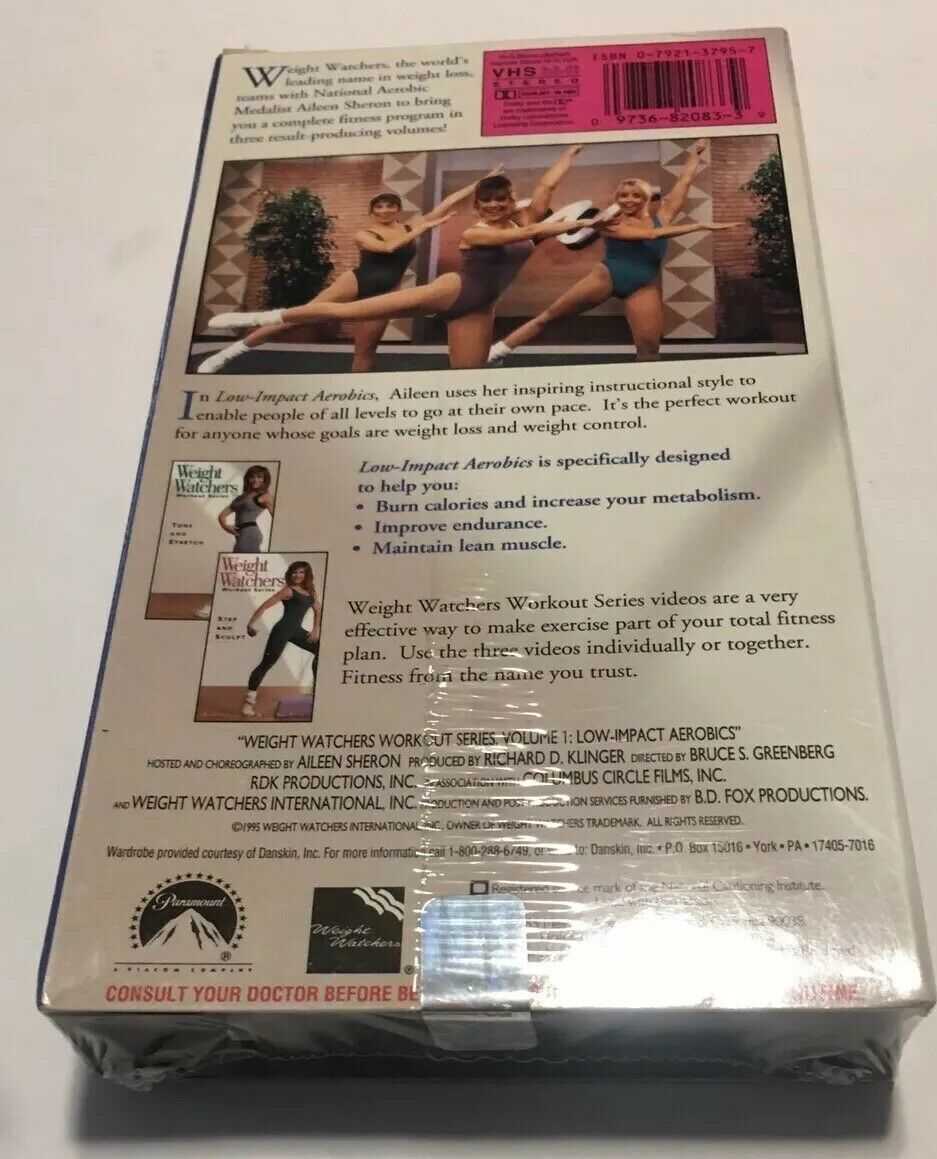 Weight Watchers, the world's
leading name in weight loss,
teams with National Aerobic
Medalist Aileen Sheron to bring
you a complete fitness program in
three result-producing volumes!
VHS
STEREO
DOLBY
Dolby Laboratories
Licensing Corporation
ISBN 0-7921-3795-7
0 9736-82083-3 9
In Low-Impact Aerobics, Aileen uses her inspiring instructional style to
enable people of all levels to go at their own pace. It's the perfect workout
for anyone whose goals are weight loss and weight control.
Weight
Watchers
Workout Series
TONE
AND
STRETCH
Weight
Watchers
Workout Series
STEP
AND
SCULPT
Low-Impact Aerobics is specifically designed
to help you:
• Burn calories and increase your metabolism.
• Improve endurance.
• Maintain lean muscle.
Weight Watchers Workout Series videos are a very
effective way to make exercise part of your total fitness
plan. Use the three videos individually or together.
Fitness from the name you trust.
"WEIGHT WATCHERS WORKOUT SERIES, VOLUME 1: LOW-IMPACT AEROBICS"
HOSTED AND CHOREOGRAPHED BY AILEEN SHERON PRODUCED BY RICHARD D. KLINGER DIRECTED BY BRUCE S. GREENBERG
RDK PRODUCTIONS, INC. ASSOCIATION WITH COLUMBUS CIRCLE FILMS, INC.
AND WEIGHT WATCHERS INTERNATIONAL, INC. PRODUCTION AND POST PRODUCTION SERVICES FURNISHED BY B.D. FOX PRODUCTIONS.
©1995 WEIGHT WATCHERS INTERNATIONAL, INC., OWNER OF WEIGHT WATCHERS TRADEMARK. ALL RIGHTS RESERVED.
Wardrobe provided courtesy of Danskin, Inc. For more information call 1-800-288-6749, or to: Danskin, Inc. • P.O. Box 15016 • York • PA • 17405-7016
Paramount
®
A VIACOM COMPANY
Weight
Watchers
®
Registered mark of the National Captioning Institute.
90038
CONSULT YOUR DOCTOR BEFORE